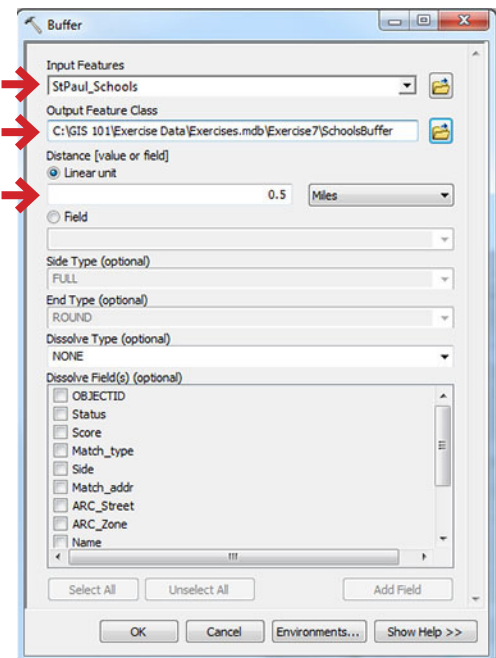 Buffer
Input Features
StPaul_Schools
Output Feature Class
C:\GIS 101\Exercise Data\Exercises.mdb\Exercise7\SchoolsBuffer
Distance [value or field]
Linear unit
0.5 Miles
Field
Side Type (optional)
FULL
End Type (optional)
ROUND
Dissolve Type (optional)
NONE
Dissolve Field(s) (optional)
OBJECTID
Status
Score
Match_type
Side
Match_addr
ARC_Street
ARC_Zone
Name
Select All Unselect All Add Field
OK Cancel Environments... Show Help >>